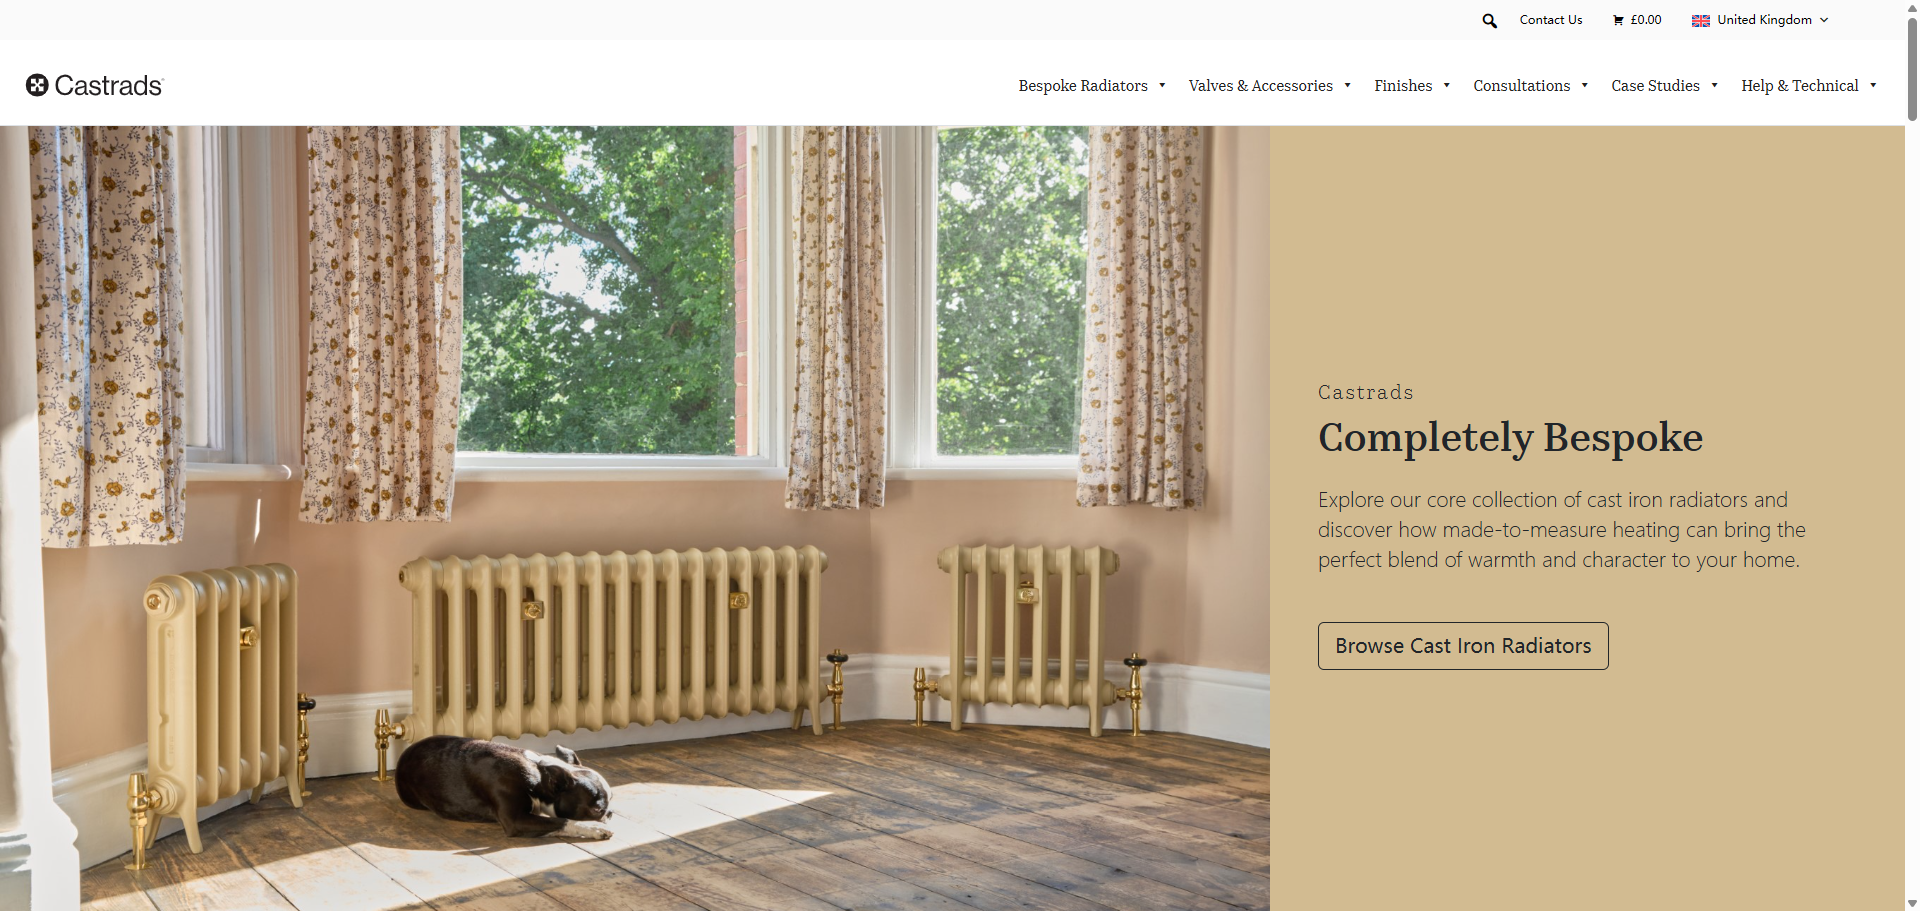 Contact Us
£0.00
United Kingdom
Castrads
Bespoke Radiators
Valves & Accessories
Finishes
Consultations
Case Studies
Help & Technical
Castrads
Completely Bespoke
Explore our core collection of cast iron radiators and
discover how made-to-measure heating can bring the
perfect blend of warmth and character to your home.
Browse Cast Iron Radiators